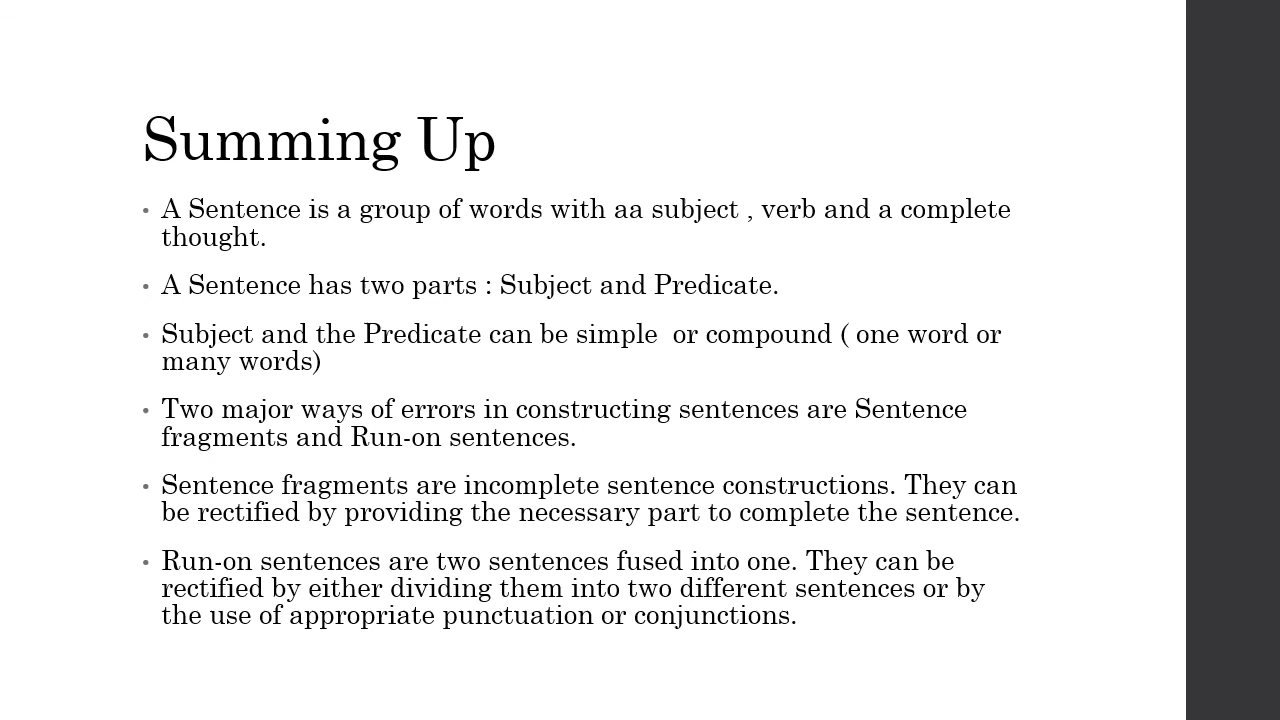 Summing Up
• A Sentence is a group of words with aa subject , verb and a complete
thought.
• A Sentence has two parts : Subject and Predicate.
• Subject and the Predicate can be simple  or compound ( one word or
many words)
• Two major ways of errors in constructing sentences are Sentence
fragments and Run-on sentences.
• Sentence fragments are incomplete sentence constructions. They can
be rectified by providing the necessary part to complete the sentence.
• Run-on sentences are two sentences fused into one. They can be
rectified by either dividing them into two different sentences or by
the use of appropriate punctuation or conjunctions.